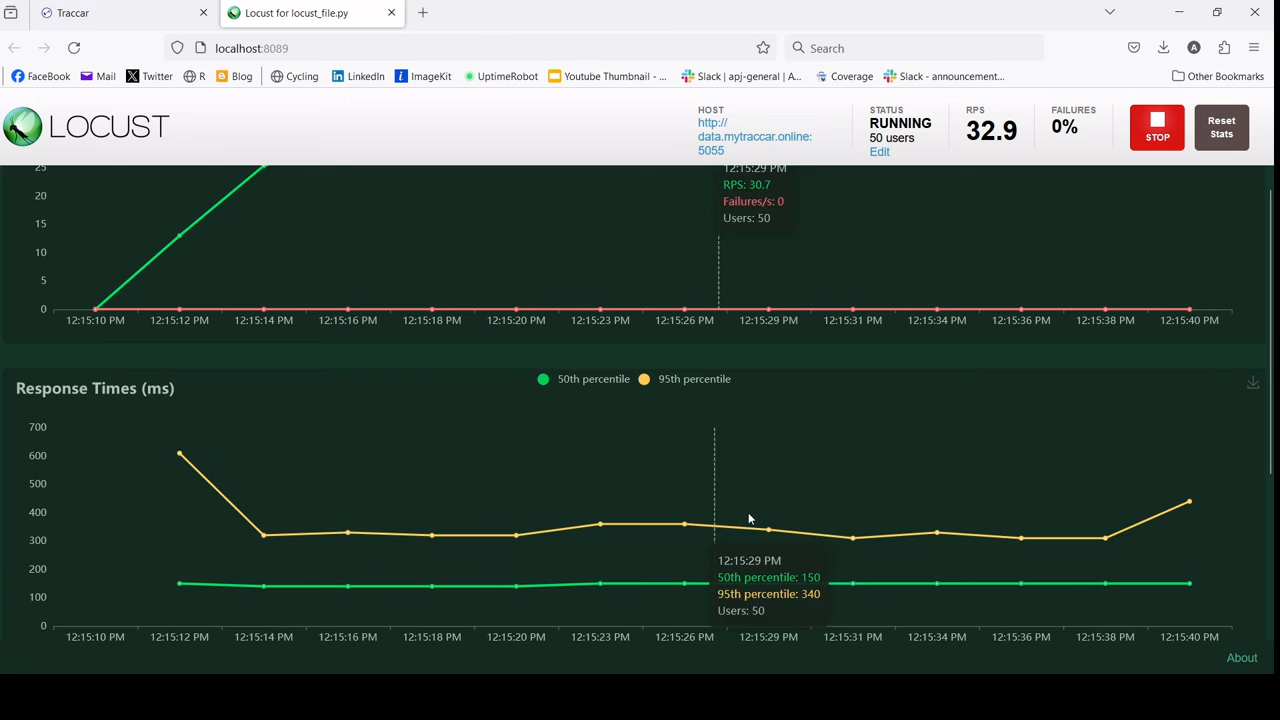 Traccar
Locust for locust_file.py
localhost:8089
Search
FaceBook
Mail
Twitter
R
Blog
Cycling
LinkedIn
ImageKit
UptimeRobot
Youtube Thumbnail - ...
Slack | apj-general | A...
Coverage
Slack - announcement...
Other Bookmarks
LOCUST
HOST
http://
data.mytraccar.online:
5055
STATUS
RUNNING
50 users
Edit
RPS
32.9
FAILURES
0%
STOP
Reset
Stats
25
20
15
10
5
0
12:15:29 PM
RPS: 30.7
Failures/s: 0
Users: 50
12:15:10 PM 12:15:12 PM 12:15:14 PM 12:15:16 PM 12:15:18 PM 12:15:20 PM 12:15:23 PM 12:15:26 PM 12:15:29 PM 12:15:31 PM 12:15:34 PM 12:15:36 PM 12:15:38 PM 12:15:40 PM
Response Times (ms)
50th percentile 95th percentile
700
600
500
400
300
200
100
0
12:15:29 PM
50th percentile: 150
95th percentile: 340
Users: 50
12:15:10 PM 12:15:12 PM 12:15:14 PM 12:15:16 PM 12:15:18 PM 12:15:20 PM 12:15:23 PM 12:15:26 PM 12:15:29 PM 12:15:31 PM 12:15:34 PM 12:15:36 PM 12:15:38 PM 12:15:40 PM
About